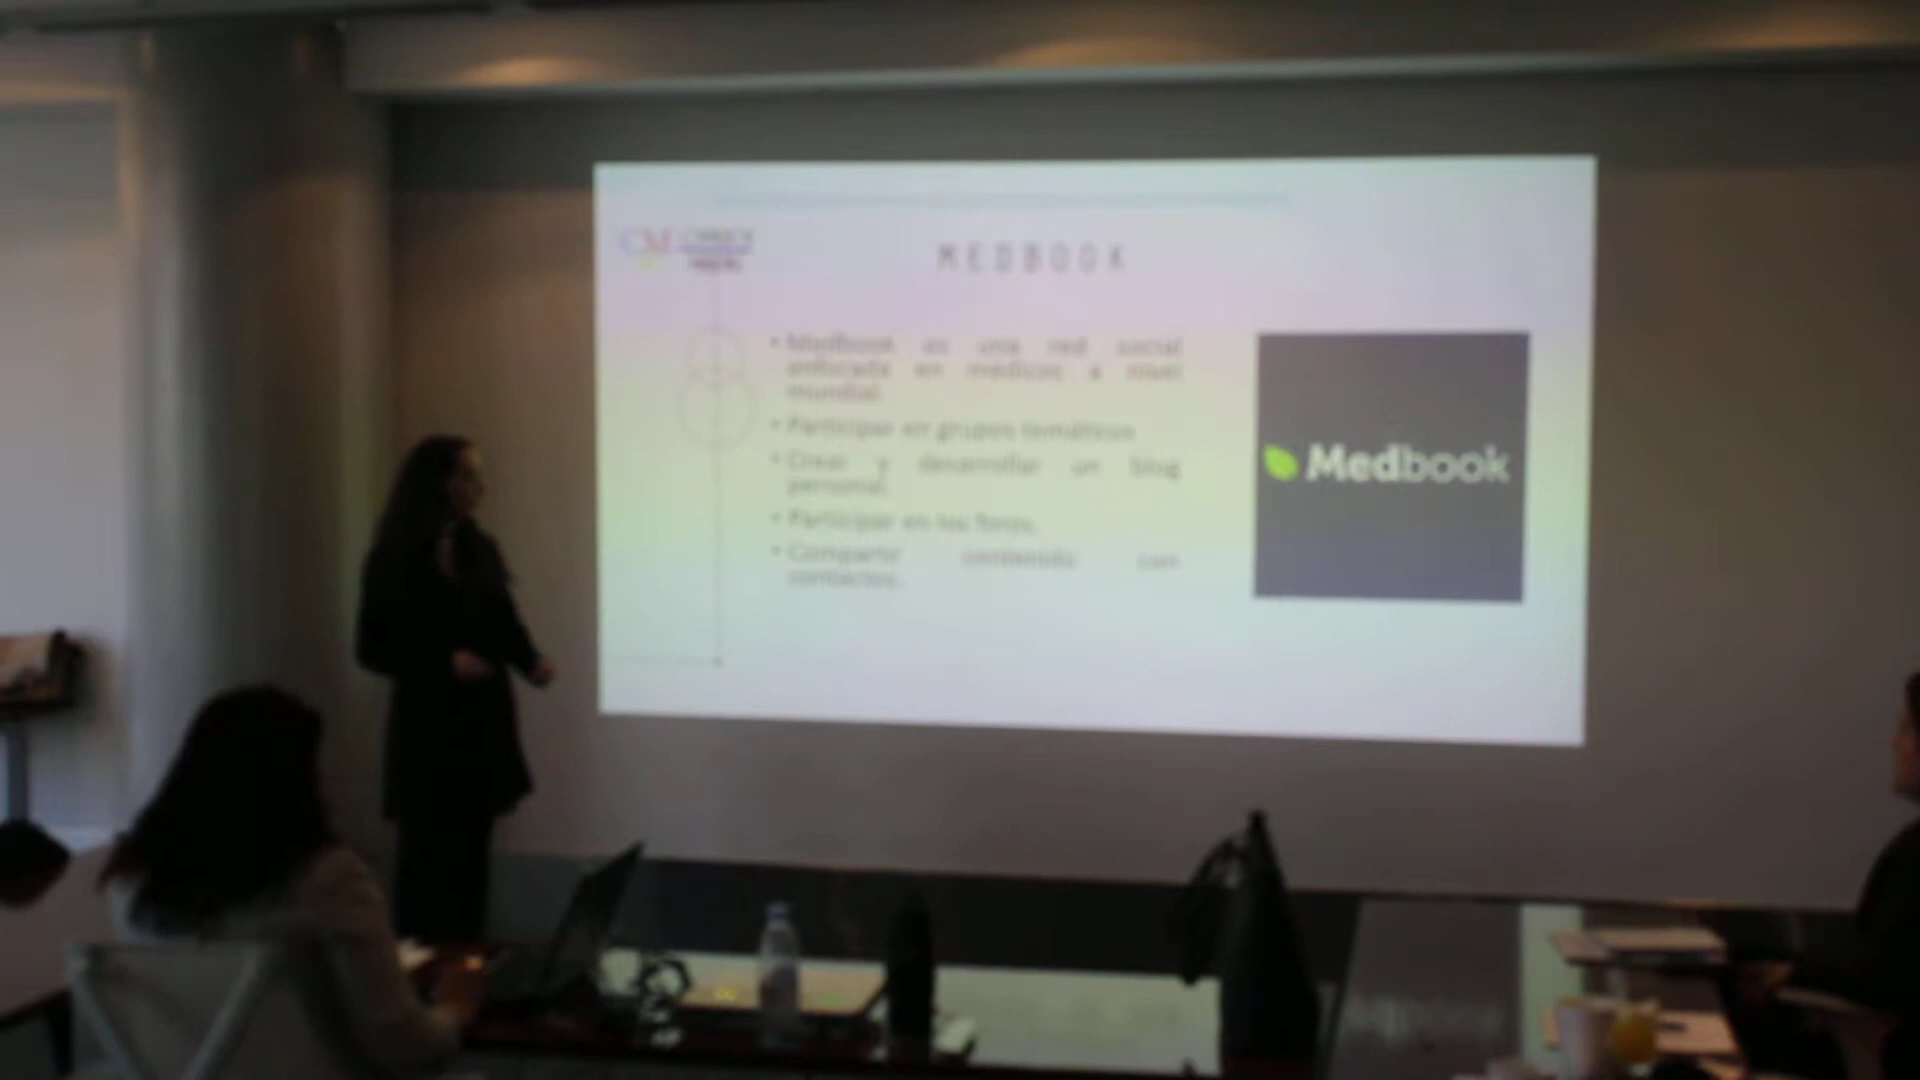 CM
MEDBOOK
• Medbook es una red social
enfocada en médicos a nivel
mundial.
• Participar en grupos temáticos
• Crear y desarrollar un blog
personal.
• Participar en los foros.
• Compartir contenido con
contactos.
Medbook